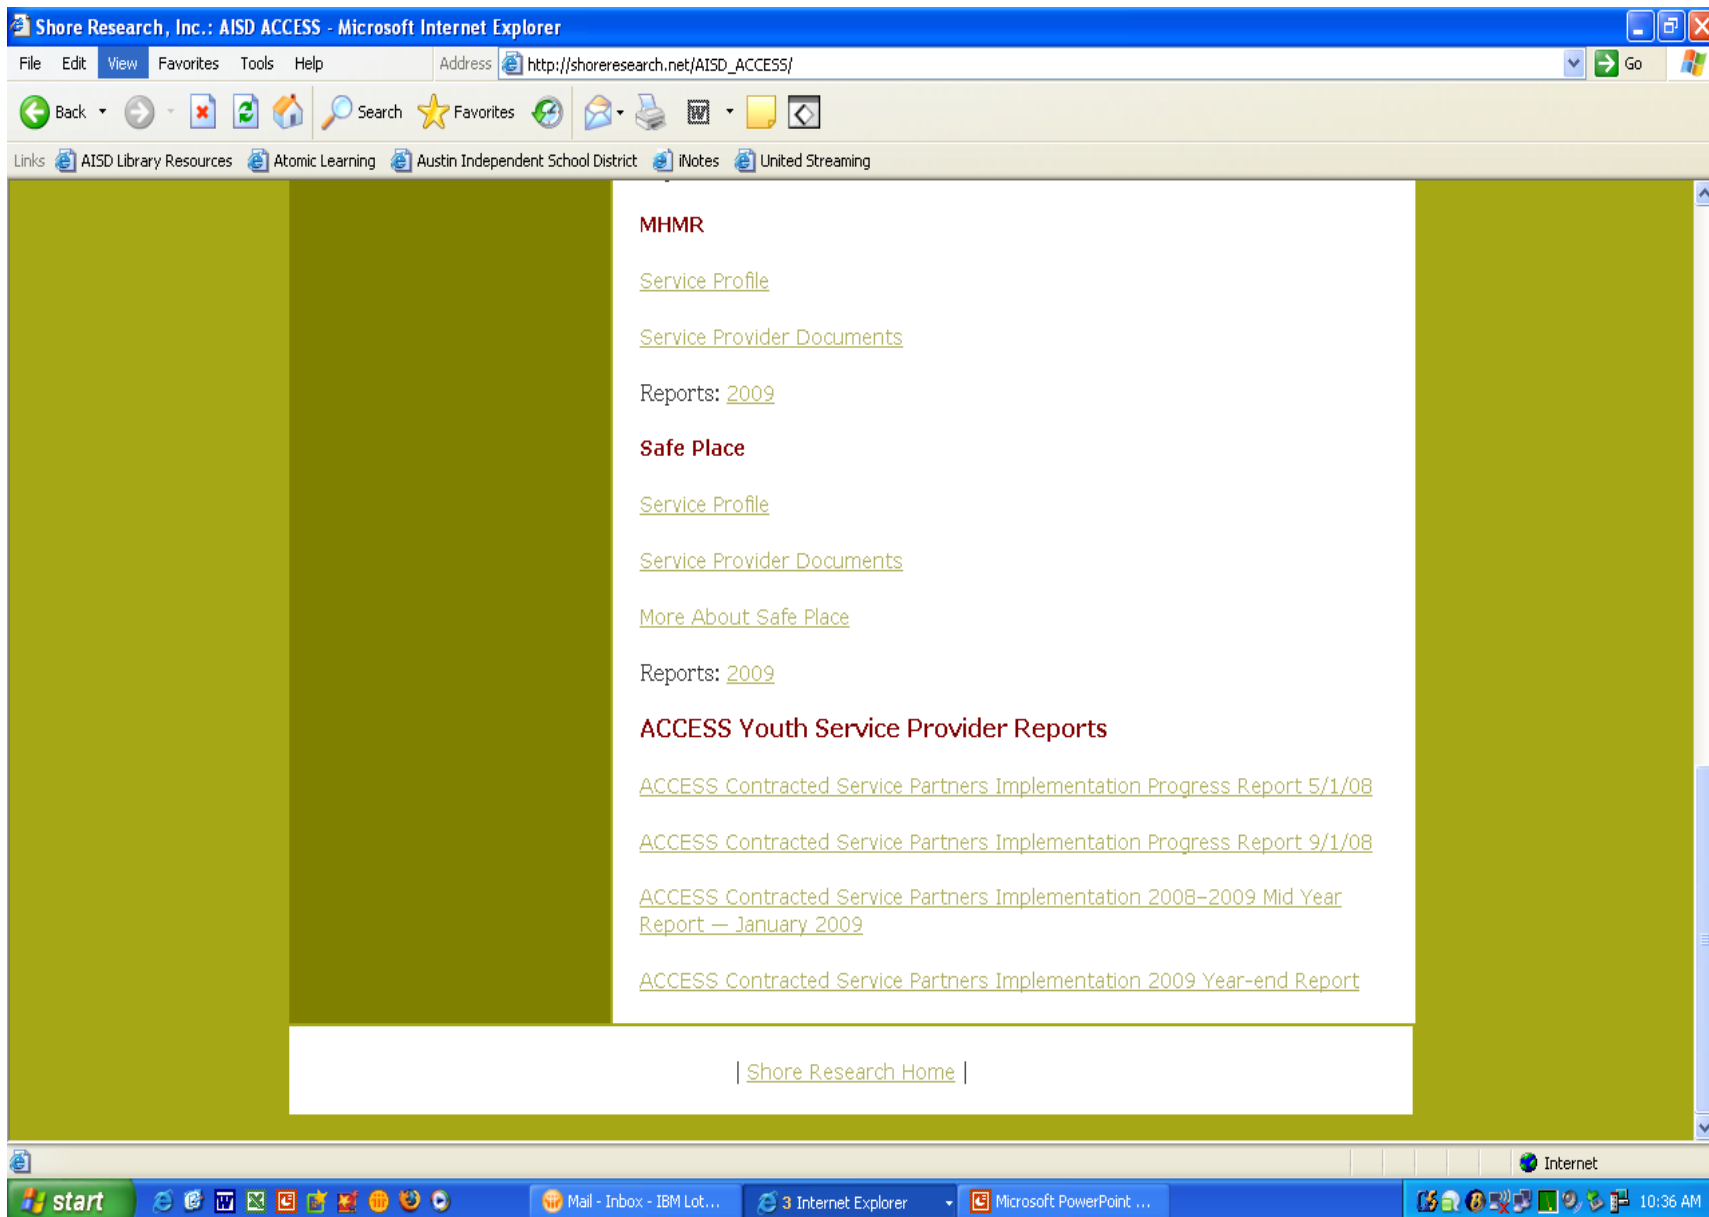 Shore Research, Inc.: AISD ACCESS - Microsoft Internet Explorer
File Edit View Favorites Tools Help Address http://shoreresearch.net/AISD_ACCESS/ Go
Back Search Favorites
Links AISD Library Resources Atomic Learning Austin Independent School District iNotes United Streaming
MHMR
Service Profile
Service Provider Documents
Reports: 2009
Safe Place
Service Profile
Service Provider Documents
More About Safe Place
Reports: 2009
ACCESS Youth Service Provider Reports
ACCESS Contracted Service Partners Implementation Progress Report 5/1/08
ACCESS Contracted Service Partners Implementation Progress Report 9/1/08
ACCESS Contracted Service Partners Implementation 2008–2009 Mid Year
Report — January 2009
ACCESS Contracted Service Partners Implementation 2009 Year-end Report
| Shore Research Home |
Internet
start Mail - Inbox - IBM Lot... 3 Internet Explorer Microsoft PowerPoint ... 10:36 AM